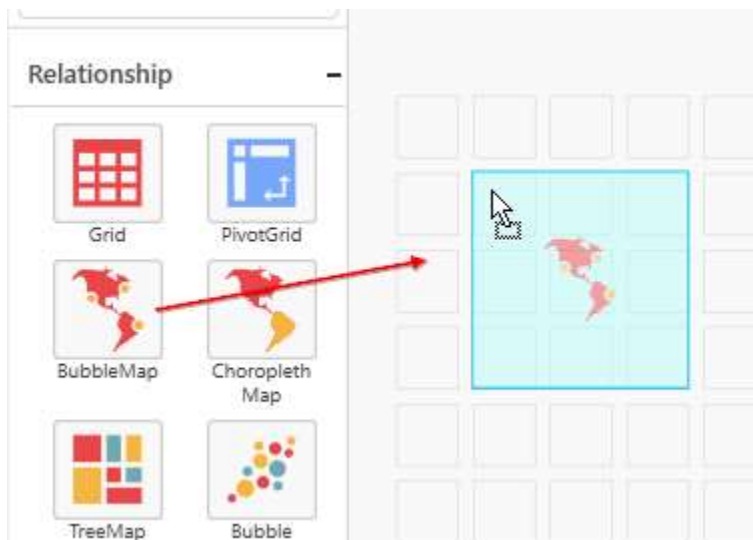 Relationship
Grid
PivotGrid
BubbleMap
Choropleth
Map
TreeMap
Bubble